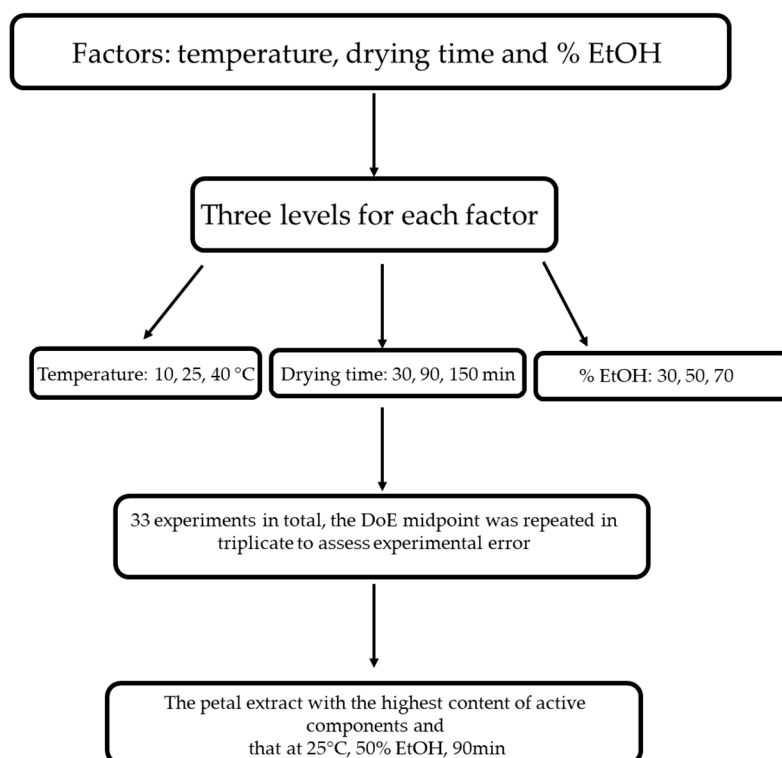 Factors: temperature, drying time and % EtOH
Three levels for each factor
Temperature: 10, 25, 40 °C
Drying time: 30, 90, 150 min
% EtOH: 30, 50, 70
33 experiments in total, the DoE midpoint was repeated in
triplicate to assess experimental error
The petal extract with the highest content of active
components and
that at 25°C, 50% EtOH, 90min